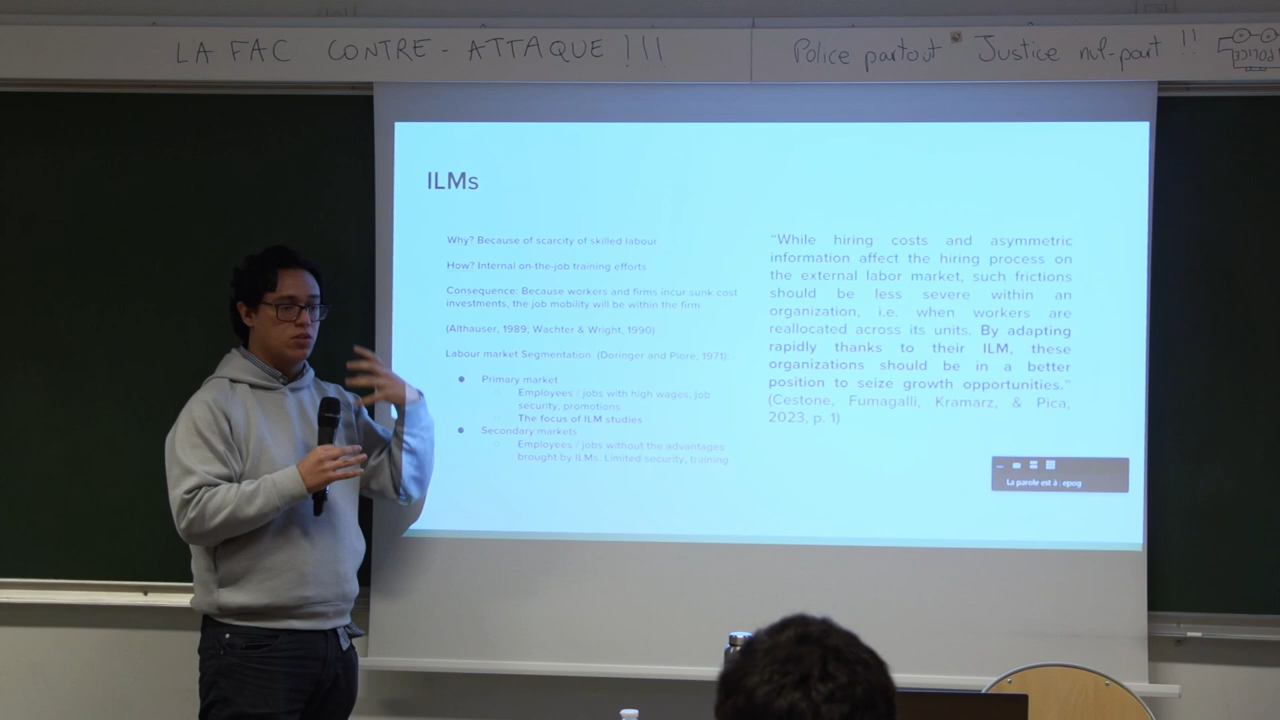 LA FAC CONTRE-ATTAQUE !!!
Police partout Justice nul-part !!
POLICE
ILMs
Why? Because of scarcity of skilled labour
How? Internal on-the-job training efforts
Consequence: Because workers and firms incur sunk cost
investments, the job mobility will be within the firm
(Althauser, 1989; Wachter & Wright, 1990)
Labour market Segmentation (Doringer and Piore, 1971):
Primary market
Employees / jobs with high wages, job
security, promotions
The focus of ILM studies
Secondary markets
Employees / jobs without the advantages
brought by ILMs. Limited security, training
“While hiring costs and asymmetric
information affect the hiring process on
the external labor market, such frictions
should be less severe within an
organization, i.e. when workers are
reallocated across its units. By adapting
rapidly thanks to their ILM, these
organizations should be in a better
position to seize growth opportunities.”
(Cestone, Fumagalli, Kramarz, & Pica,
2023, p. 1)
La parole est à : epog